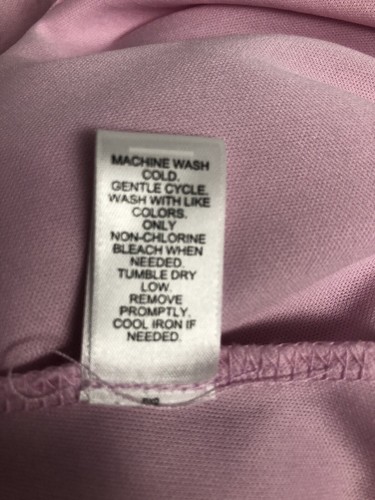 MACHINE WASH
COLD.
GENTLE CYCLE.
WASH WITH LIKE
COLORS.
ONLY
NON-CHLORINE
BLEACH WHEN
NEEDED.
TUMBLE DRY
LOW.
REMOVE
PROMPTLY.
COOL IRON IF
NEEDED.